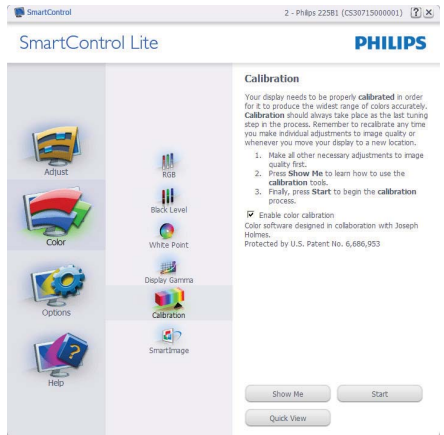 SmartControl
2 - Philips 225B1 (CS30715000001)
? X
SmartControl Lite
PHILIPS
Adjust
Color
Options
Help
RGB
Black Level
White Point
Display Gamma
Calibration
SmartImage
Calibration
Your display needs to be properly calibrated in order
for it to produce the widest range of colors accurately.
Calibration should always take place as the last tuning
step in the process. Remember to recalibrate any time
you make individual adjustments to image quality or
whenever you move your display to a new location.
1. Make all other necessary adjustments to image
quality first.
2. Press Show Me to learn how to use the
calibration tools.
3. Finally, press Start to begin the calibration
process.
Enable color calibration
Color software designed in collaboration with Joseph
Holmes.
Protected by U.S. Patent No. 6,686,953
Show Me
Start
Quick View